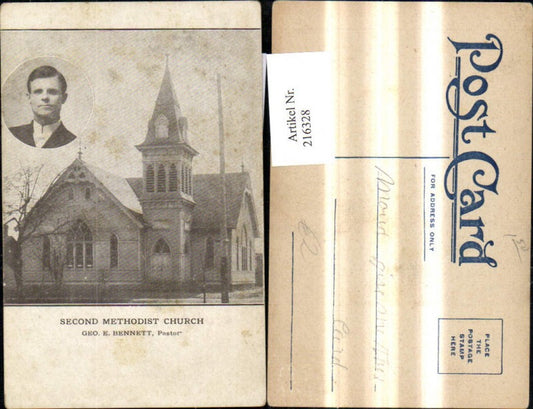 SECOND METHODIST CHURCH
GEO. E. BENNETT, Pastor
Artikel Nr.
216328
Post Card
FOR ADDRESS ONLY
PLACE
THE
POSTAGE
STAMP
HERE
Card